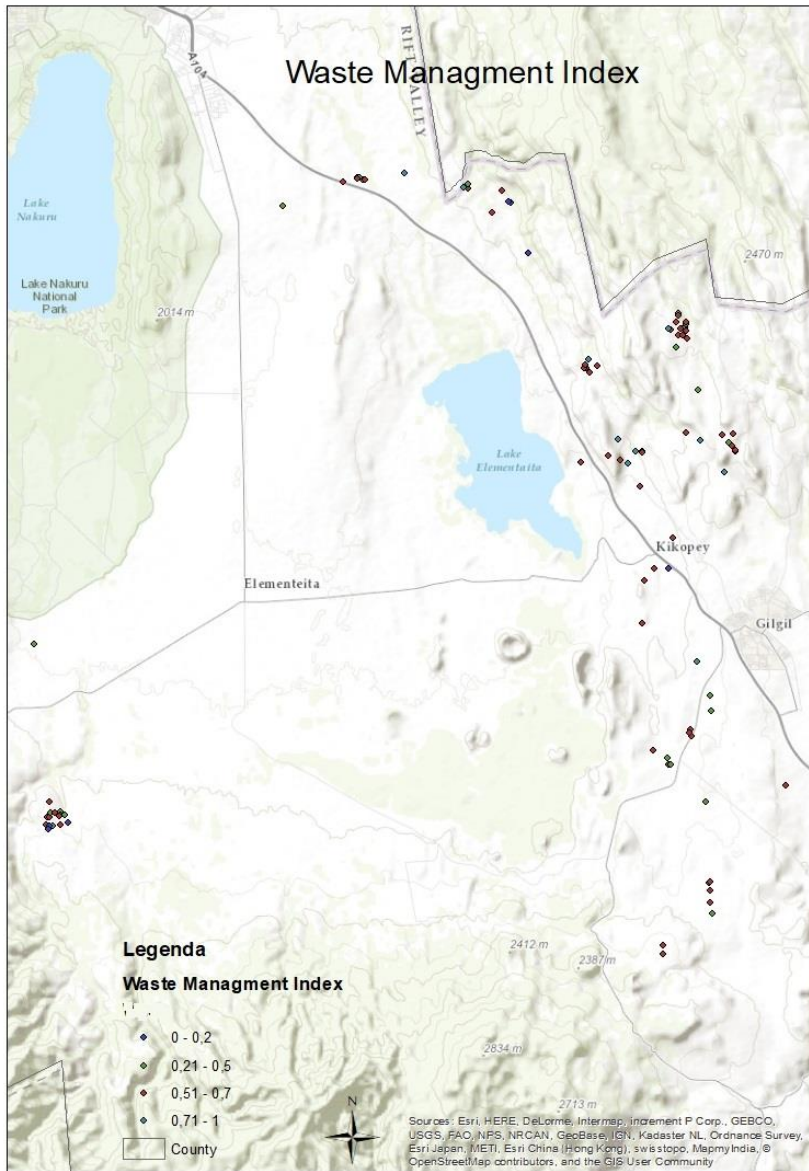 Waste Managment Index
A104
RIFT VALLEY
Lake
Nakuru
Lake Nakuru
National
Park
2014 m
2470 m
Lake
Elementaita
Kikopey
Elementeita
Gilgil
Legenda
Waste Managment Index
0 - 0,2
0,21 - 0,5
0,51 - 0,7
0,71 - 1
County
N
2412 m
2387 m
2834 m
2713 m
Sources: Esri, HERE, DeLorme, Intermap, increment P Corp., GEBCO,
USGS, FAO, NPS, NRCAN, GeoBase, IGN, Kadaster NL, Ordnance Survey,
Esri Japan, METI, Esri China (Hong Kong), swisstopo, MapmyIndia, ©
OpenStreetMap contributors, and the GIS User Community